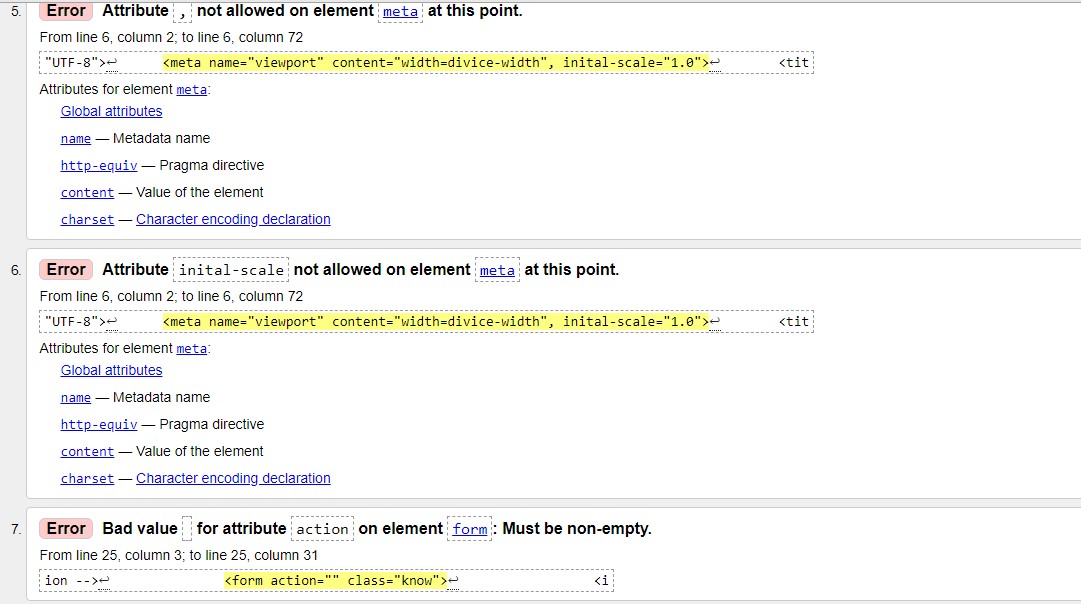 5. Error Attribute , not allowed on element meta at this point.
From line 6, column 2; to line 6, column 72
"UTF-8">↩ <meta name="viewport" content="width=divice-width", inital-scale="1.0">↩ <tit
Attributes for element meta:
Global attributes
name — Metadata name
http-equiv — Pragma directive
content — Value of the element
charset — Character encoding declaration
6. Error Attribute inital-scale not allowed on element meta at this point.
From line 6, column 2; to line 6, column 72
"UTF-8">↩ <meta name="viewport" content="width=divice-width", inital-scale="1.0">↩ <tit
Attributes for element meta:
Global attributes
name — Metadata name
http-equiv — Pragma directive
content — Value of the element
charset — Character encoding declaration
7. Error Bad value for attribute action on element form: Must be non-empty.
From line 25, column 3; to line 25, column 31
ion -->↩ <form action="" class="know">↩ <i